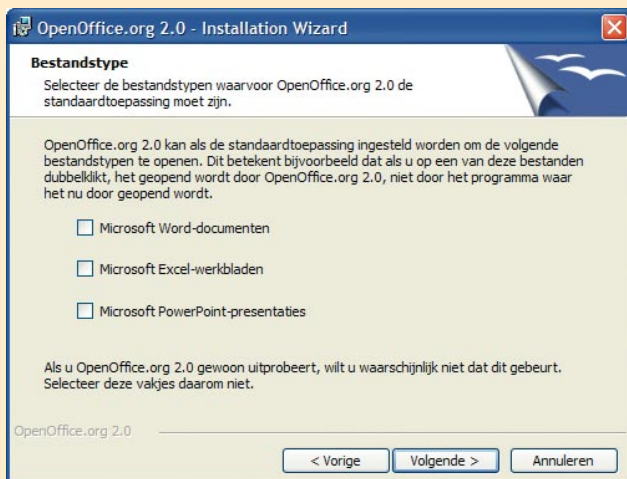 OpenOffice.org 2.0 - Installation Wizard
Bestandstype
Selecteer de bestandstypen waarvoor OpenOffice.org 2.0 de
standaardtoepassing moet zijn.
OpenOffice.org 2.0 kan als de standaardtoepassing ingesteld worden om de volgende
bestandstypen te openen. Dit betekent bijvoorbeeld dat als u op een van deze bestanden
dubbelklikt, het geopend wordt door OpenOffice.org 2.0, niet door het programma waar
het nu door geopend wordt.
Microsoft Word-documenten
Microsoft Excel-werkbladen
Microsoft PowerPoint-presentaties
Als u OpenOffice.org 2.0 gewoon uitprobeert, wilt u waarschijnlijk niet dat dit gebeurt.
Selecteer deze vakjes daarom niet.
OpenOffice.org 2.0
< Vorige
Volgende >
Annuleren